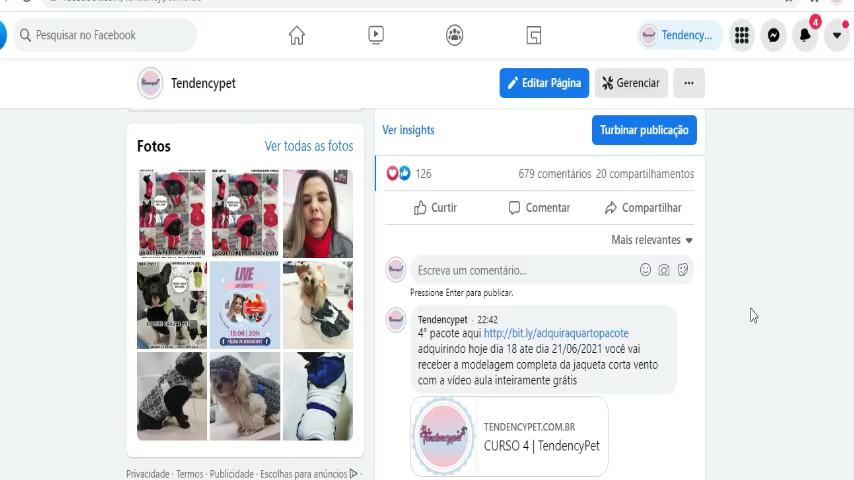 Pesquisar no Facebook
Tendency...
4
Tendencypet
Editar Página
Gerenciar
Fotos
Ver todas as fotos
LIVE
18.06 | 20h
Privacidade · Termos · Publicidade · Escolhas para anúncios
Ver insights
Turbinar publicação
126
679 comentários 20 compartilhamentos
Curtir
Comentar
Compartilhar
Mais relevantes
Escreva um comentário...
Pressione Enter para publicar.
Tendencypet · 22:42
4° pacote aqui http://bit.ly/adquiraquartopacote
adquirindo hoje dia 18 ate dia 21/06/2021 você vai
receber a modelagem completa da jaqueta corta vento
com a vídeo aula inteiramente grátis
Tendencypet
TENDENCYPET.COM.BR
CURSO 4 | TendencyPet